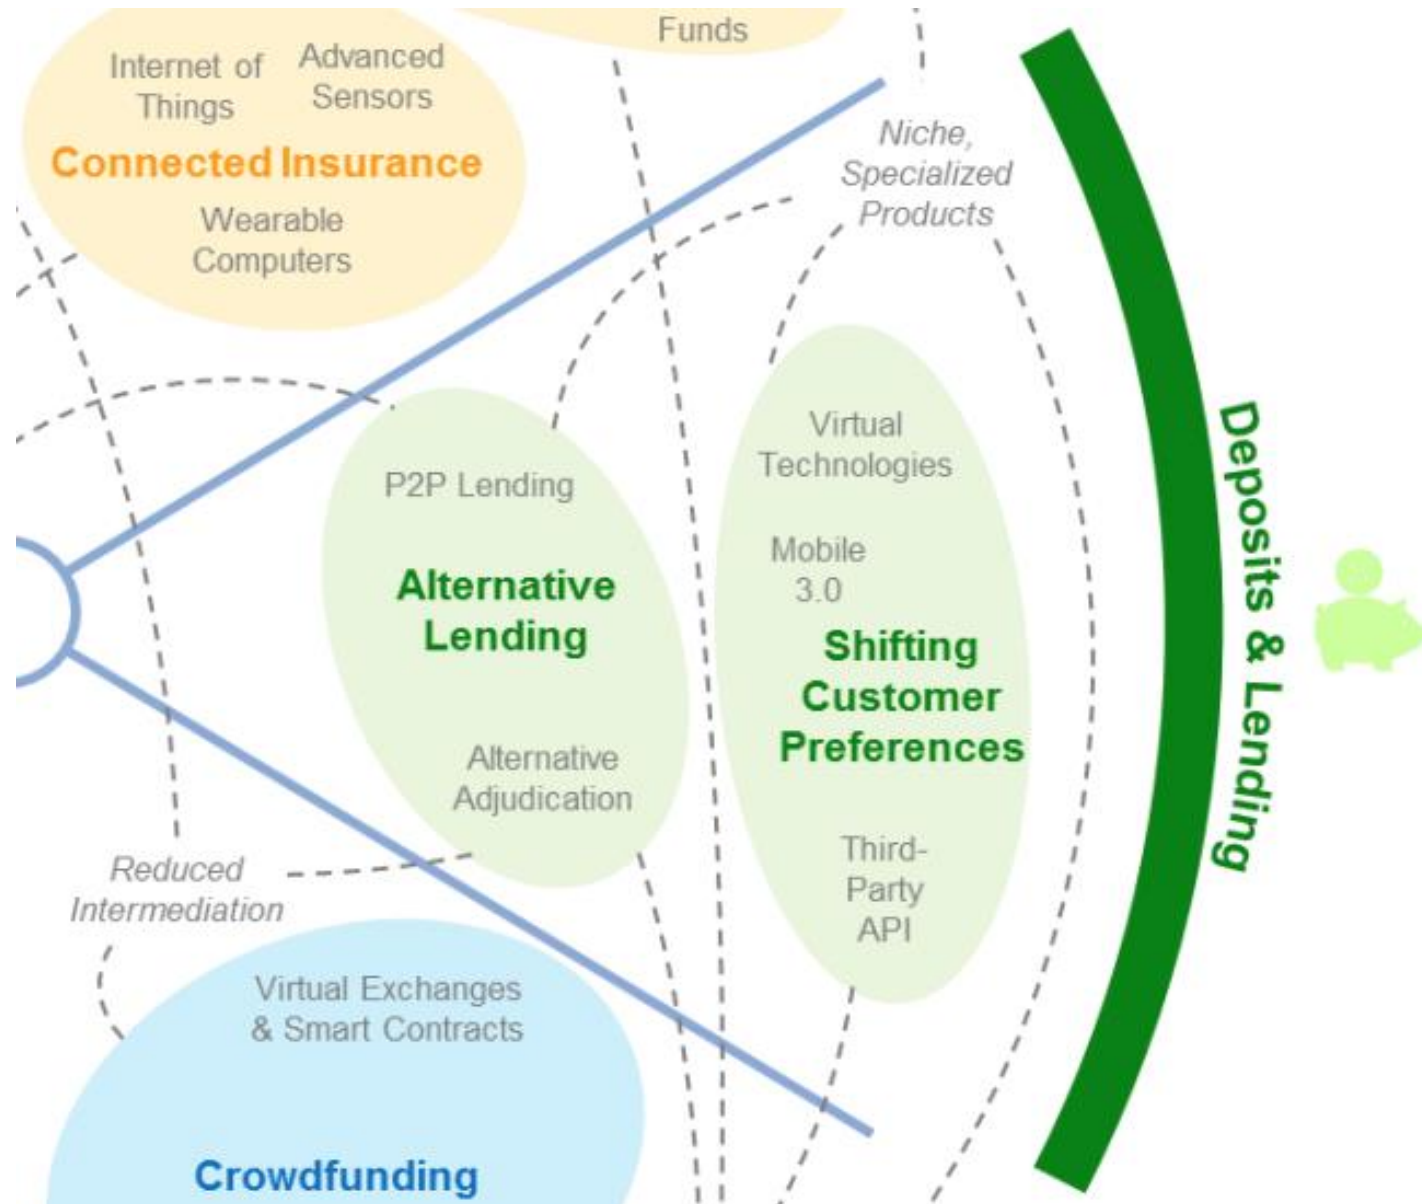 Funds
Internet of
Things
Advanced
Sensors
Connected Insurance
Wearable
Computers
Niche,
Specialized
Products
P2P Lending
Alternative
Lending
Alternative
Adjudication
Virtual
Technologies
Mobile
3.0
Shifting
Customer
Preferences
Third-
Party
API
Deposits & Lending
Reduced
Intermediation
Virtual Exchanges
& Smart Contracts
Crowdfunding